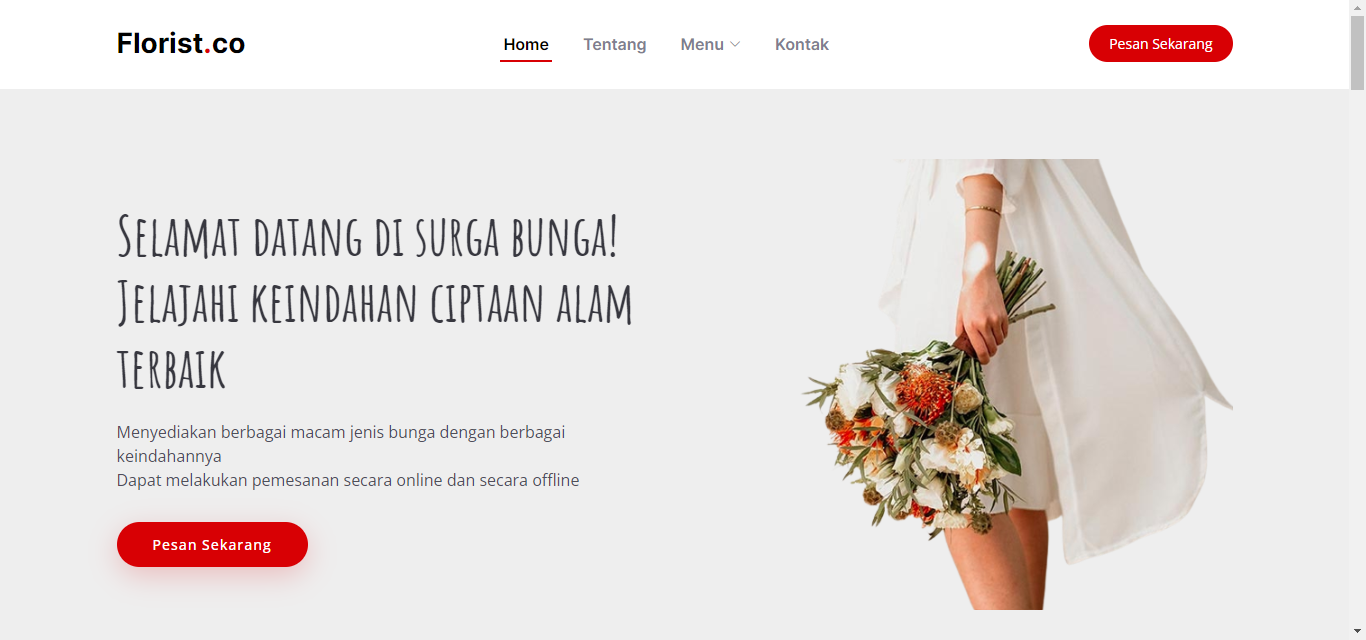 Florist.co
Home Tentang Menu Kontak
Pesan Sekarang
Selamat datang di surga bunga!
Jelajahi keindahan ciptaan alam
terbaik
Menyediakan berbagai macam jenis bunga dengan berbagai
keindahannya
Dapat melakukan pemesanan secara online dan secara offline
Pesan Sekarang